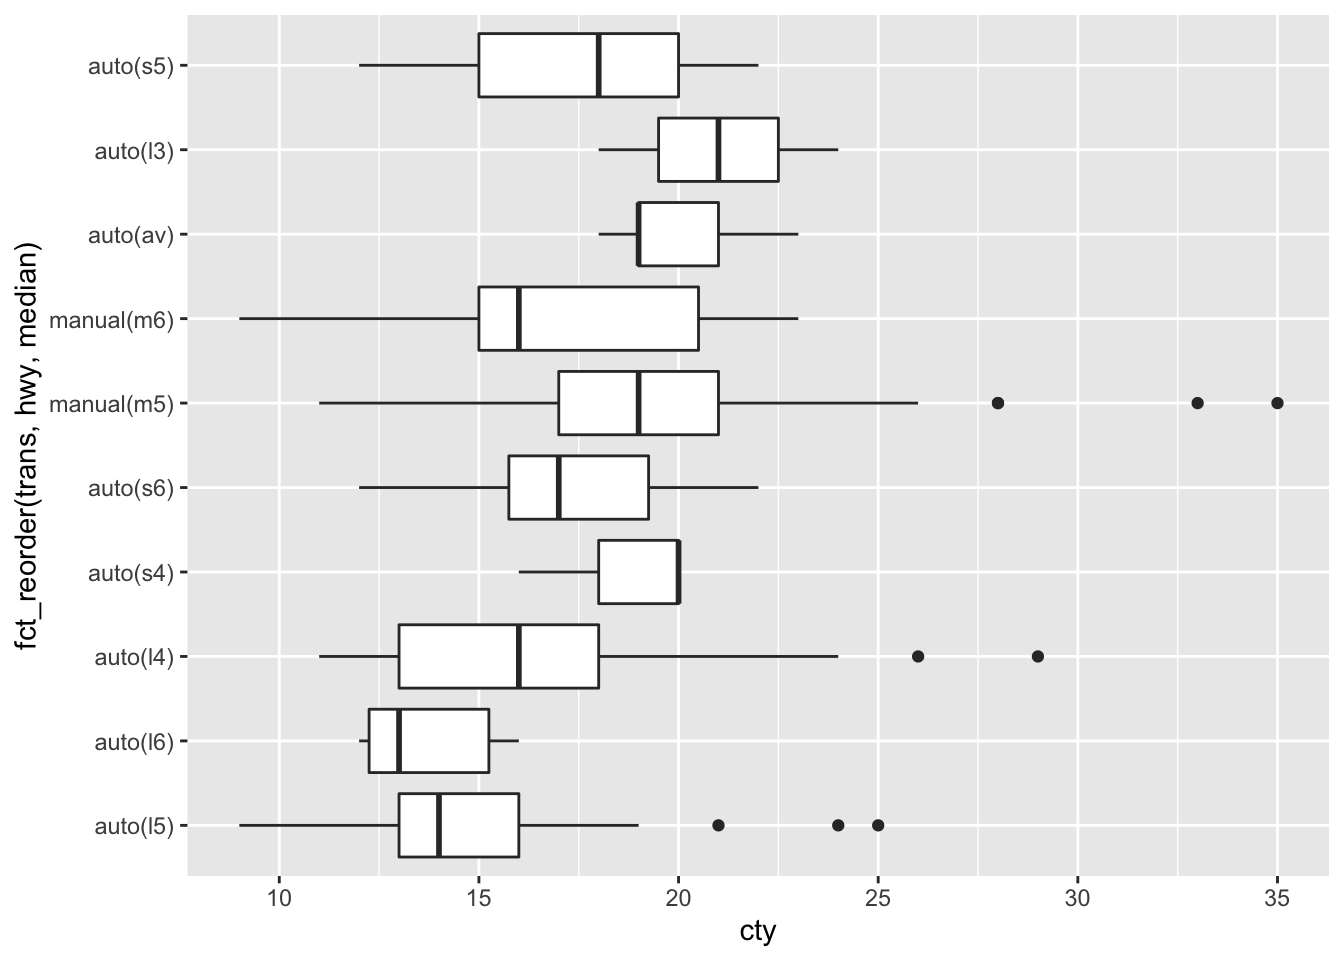 fct_reorder(trans, hwy, median)
auto(s5)
auto(l3)
auto(av)
manual(m6)
manual(m5)
auto(s6)
auto(s4)
auto(l4)
auto(l6)
auto(l5)
10 15 20 25 30 35
cty